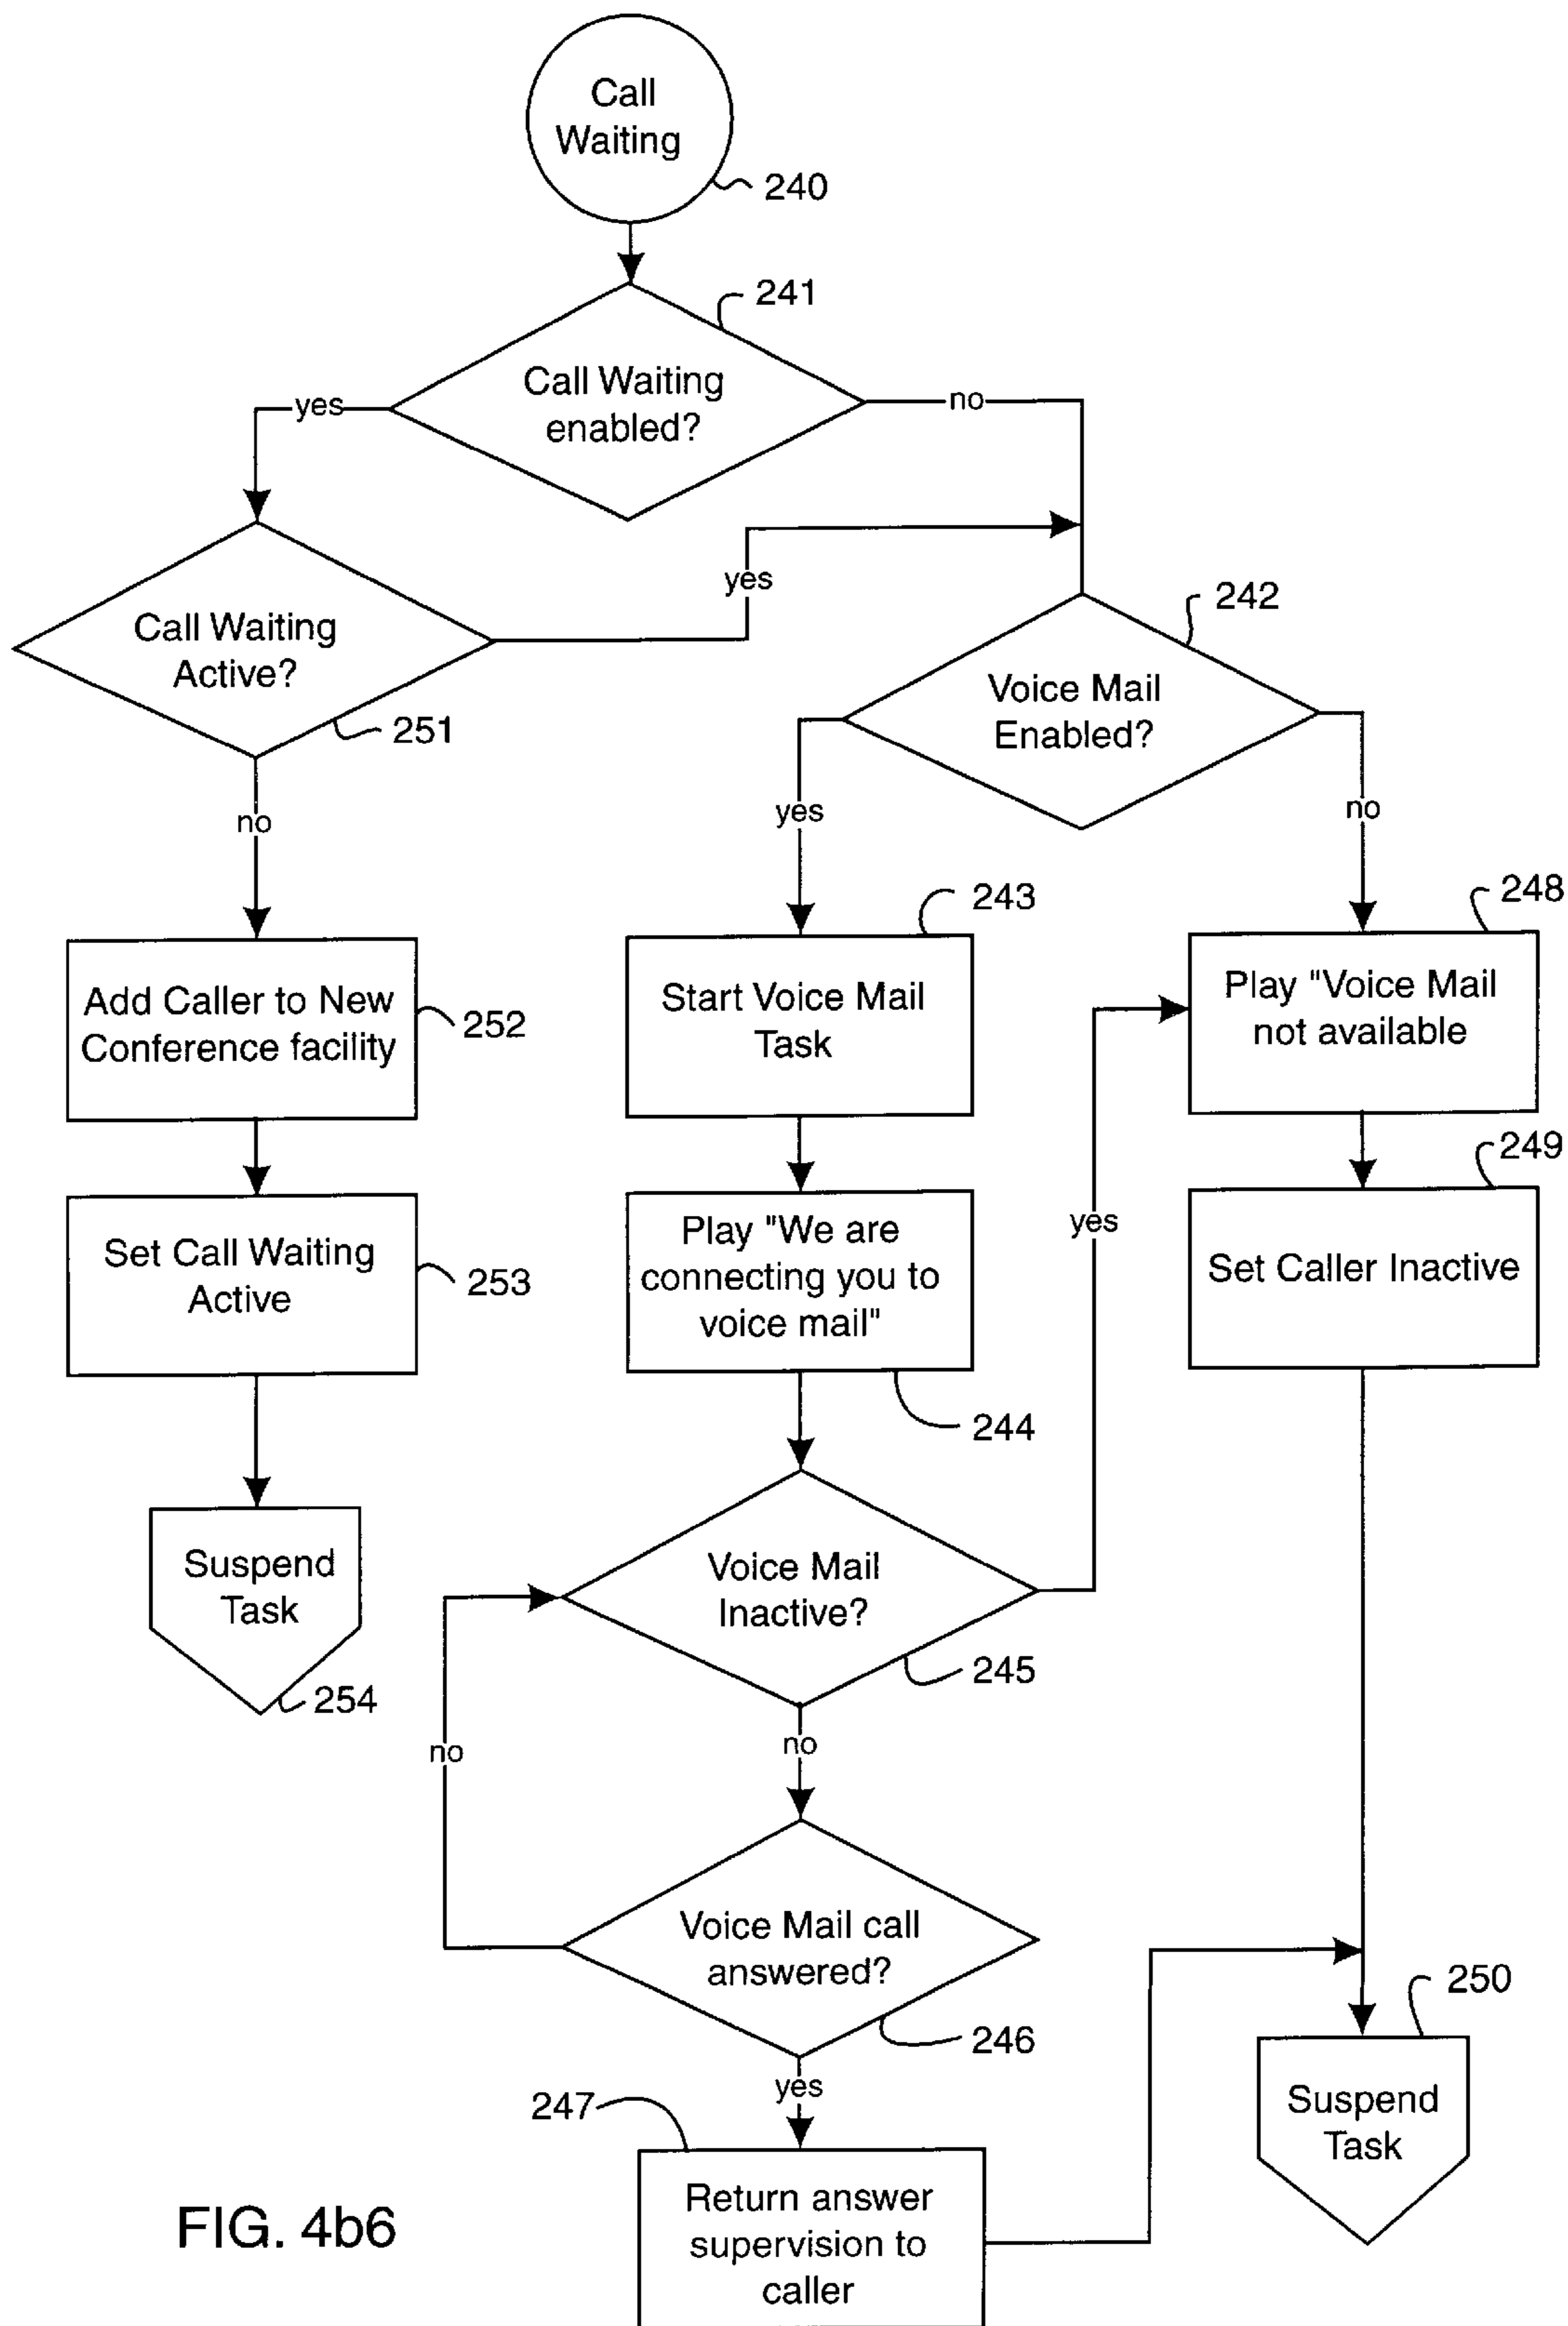 Call
Waiting
240
241
Call Waiting
enabled?
yes
no
yes
242
Call Waiting
Active?
251
Voice Mail
Enabled?
no
yes
no
243
248
Add Caller to New
Conference facility
252
Start Voice Mail
Task
Play "Voice Mail
not available
249
Set Call Waiting
Active
253
Play "We are
connecting you to
voice mail"
yes
Set Caller Inactive
244
Suspend
Task
254
Voice Mail
Inactive?
245
no
no
Voice Mail call
answered?
246
250
yes
247
Suspend
Task
Return answer
supervision to
caller
FIG. 4b6